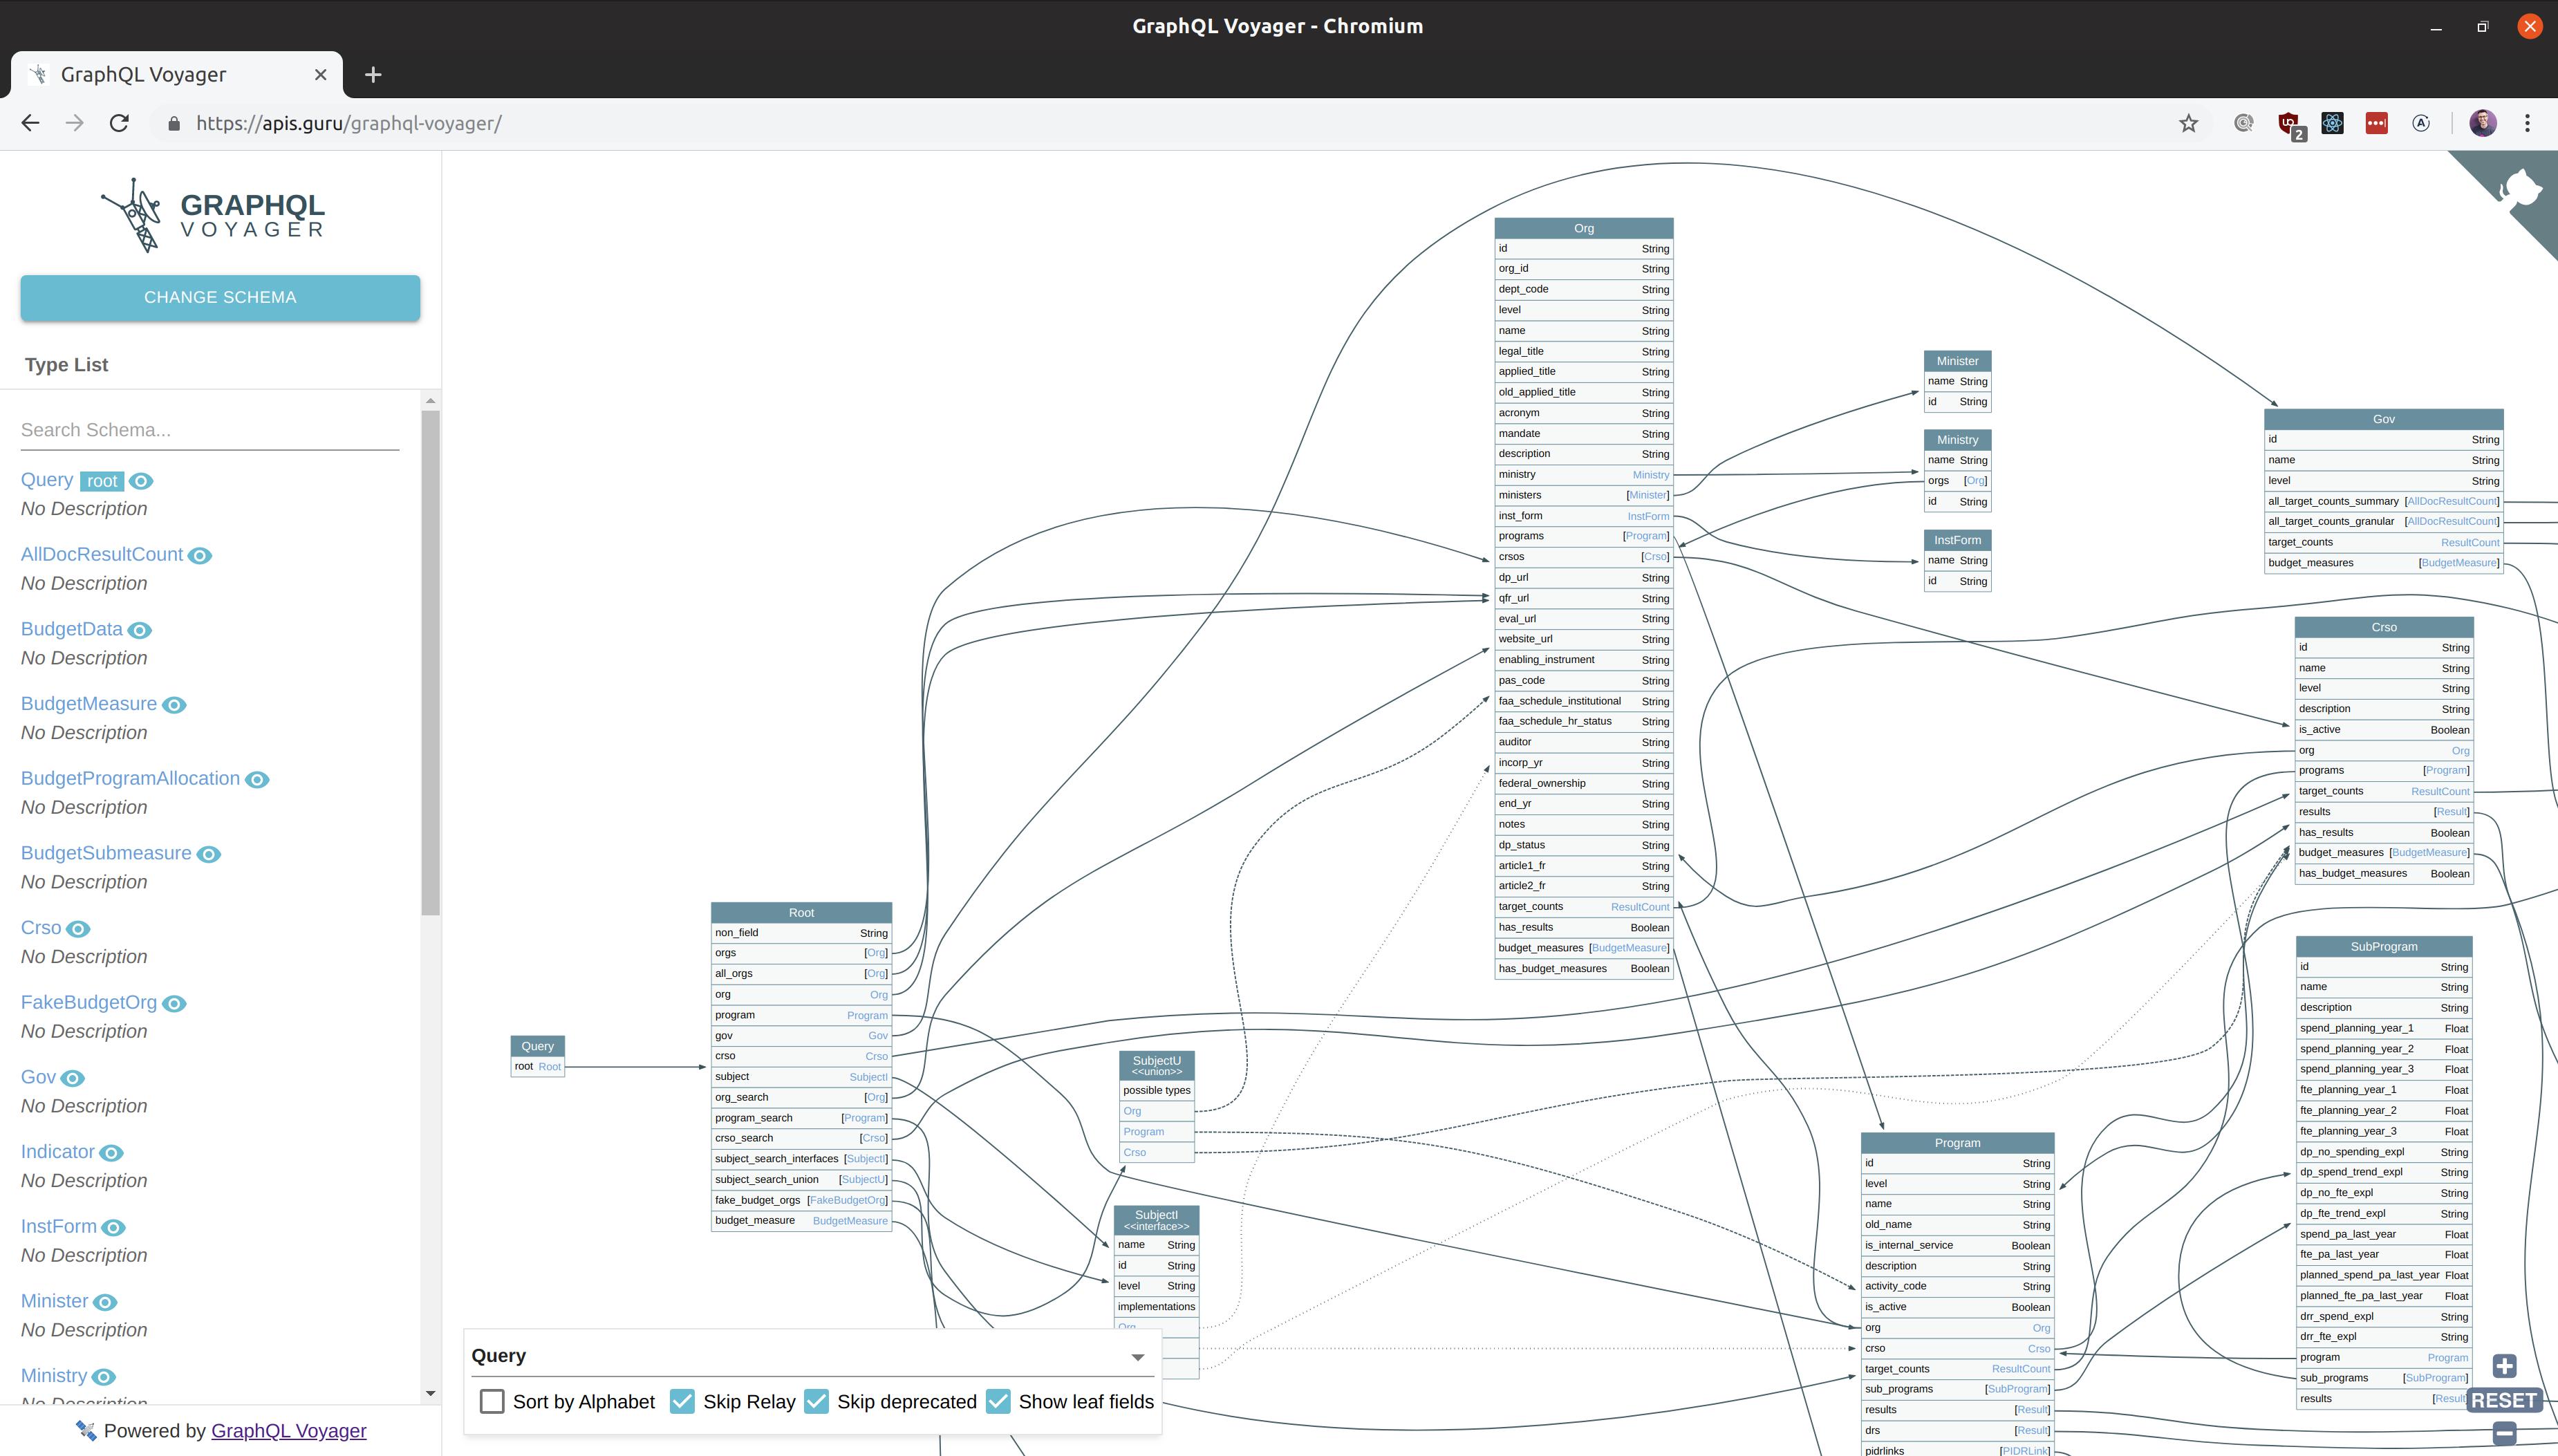 GraphQL Voyager - Chromium
GraphQL Voyager
https://apis.guru/graphql-voyager/
2
GRAPHQL
VOYAGER
CHANGE SCHEMA
Type List
Search Schema...
Query root
No Description
AllDocResultCount
No Description
BudgetData
No Description
BudgetMeasure
No Description
BudgetProgramAllocation
No Description
BudgetSubmeasure
No Description
Crso
No Description
FakeBudgetOrg
No Description
Gov
No Description
Indicator
No Description
InstForm
No Description
Minister
No Description
Ministry
No Description
Powered by GraphQL Voyager
Query
root Root
Root
non_field String
orgs [Org]
all_orgs [Org]
org Org
program Program
gov Gov
crso Crso
subject SubjectI
org_search [Org]
program_search [Program]
crso_search [Crso]
subject_search_interfaces [SubjectI]
subject_search_union [SubjectU]
fake_budget_orgs [FakeBudgetOrg]
budget_measure BudgetMeasure
SubjectU
<<union>>
possible types
Org
Program
Crso
SubjectI
<<interface>>
name String
id String
level String
implementations
Org
Org
id String
org_id String
dept_code String
level String
name String
legal_title String
applied_title String
old_applied_title String
acronym String
mandate String
description String
ministry Ministry
ministers [Minister]
inst_form InstForm
programs [Program]
crsos [Crso]
dp_url String
qfr_url String
eval_url String
website_url String
enabling_instrument String
pas_code String
faa_schedule_institutional String
faa_schedule_hr_status String
auditor String
incorp_yr String
federal_ownership String
end_yr String
notes String
dp_status String
article1_fr String
article2_fr String
target_counts ResultCount
has_results Boolean
budget_measures [BudgetMeasure]
has_budget_measures Boolean
Minister
name String
id String
Ministry
name String
orgs [Org]
id String
InstForm
name String
id String
Program
id String
level String
name String
old_name String
is_internal_service Boolean
description String
activity_code String
is_active Boolean
org Org
crso Crso
target_counts ResultCount
sub_programs [SubProgram]
results [Result]
drs [Result]
pidrlinks [PIDRLink]
Gov
id String
name String
level String
all_target_counts_summary [AllDocResultCount]
all_target_counts_granular [AllDocResultCount]
target_counts ResultCount
budget_measures [BudgetMeasure]
Crso
id String
name String
level String
description String
is_active Boolean
org Org
programs [Program]
target_counts ResultCount
results [Result]
has_results Boolean
budget_measures [BudgetMeasure]
has_budget_measures Boolean
SubProgram
id String
name String
description String
spend_planning_year_1 Float
spend_planning_year_2 Float
spend_planning_year_3 Float
fte_planning_year_1 Float
fte_planning_year_2 Float
fte_planning_year_3 Float
dp_no_spending_expl String
dp_spend_trend_expl String
dp_no_fte_expl String
dp_fte_trend_expl String
spend_pa_last_year Float
fte_pa_last_year Float
planned_spend_pa_last_year Float
planned_fte_pa_last_year Float
drr_spend_expl String
drr_fte_expl String
program Program
sub_programs [SubProgram]
results [Result
RESET
Query
Sort by Alphabet Skip Relay Skip deprecated Show leaf fields